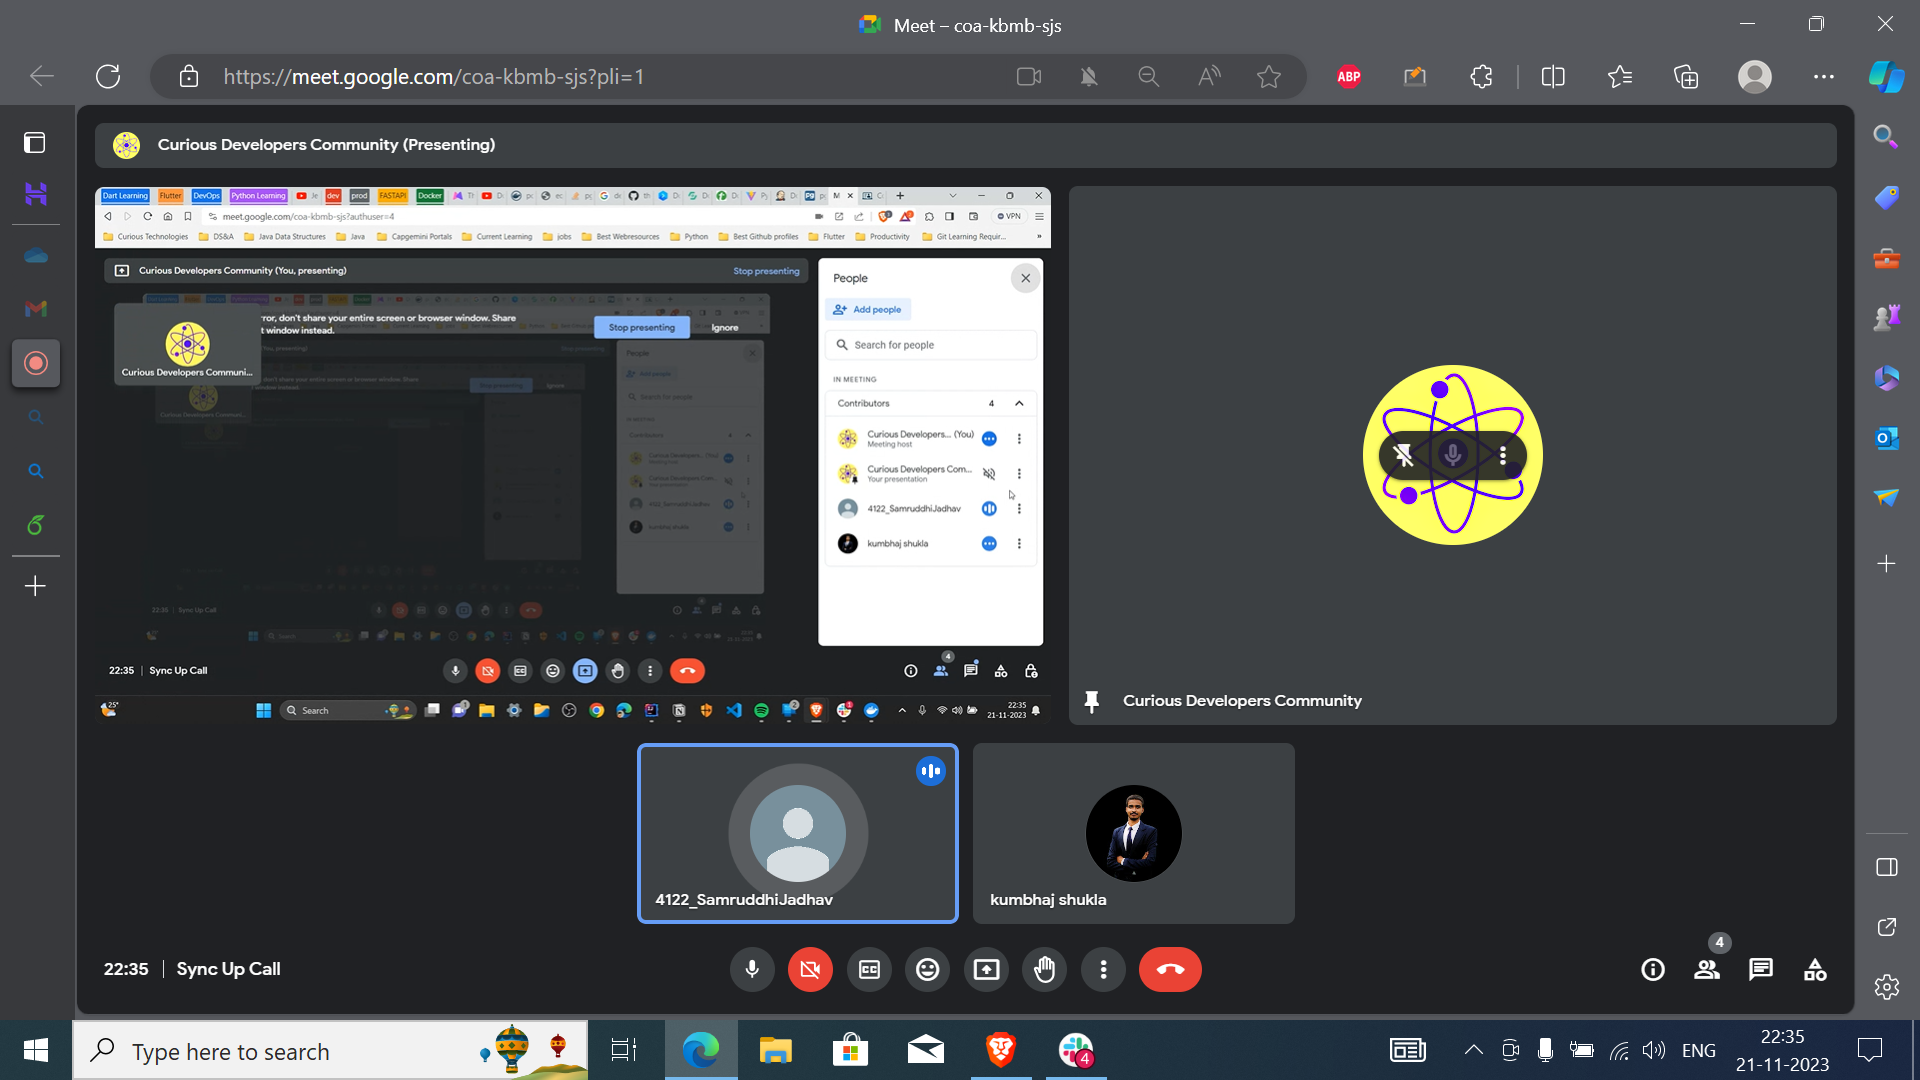 Meet – coa-kbmb-sjs
https://meet.google.com/coa-kbmb-sjs?pli=1
ABP
Curious Developers Community (Presenting)
Dart Learning Flutter DevOps Python Learning dev prod FASTAPI Docker
meet.google.com/coa-kbmb-sjs?authuser=4
VPN
Curious Technologies DS&A Java Data Structures Java Capgemini Portals Current Learning jobs Best Webresources Python Best Github profiles Flutter Productivity Git Learning Requir...
Curious Developers Community (You, presenting)
Stop presenting
ror, don't share your entire screen or browser window. Share
t window instead.
Stop presenting
Ignore
Curious Developers Communi...
People
Add people
Search for people
IN MEETING
Contributors 4
Curious Developers... (You)
Meeting host
Curious Developers Com...
Your presentation
4122_SamruddhiJadhav
kumbhaj shukla
22:35 | Sync Up Call
4
25°
Search
22:35
21-11-2023
Curious Developers Community
4122_SamruddhiJadhav
kumbhaj shukla
22:35 | Sync Up Call
4
Type here to search
4
ENG
22:35
21-11-2023